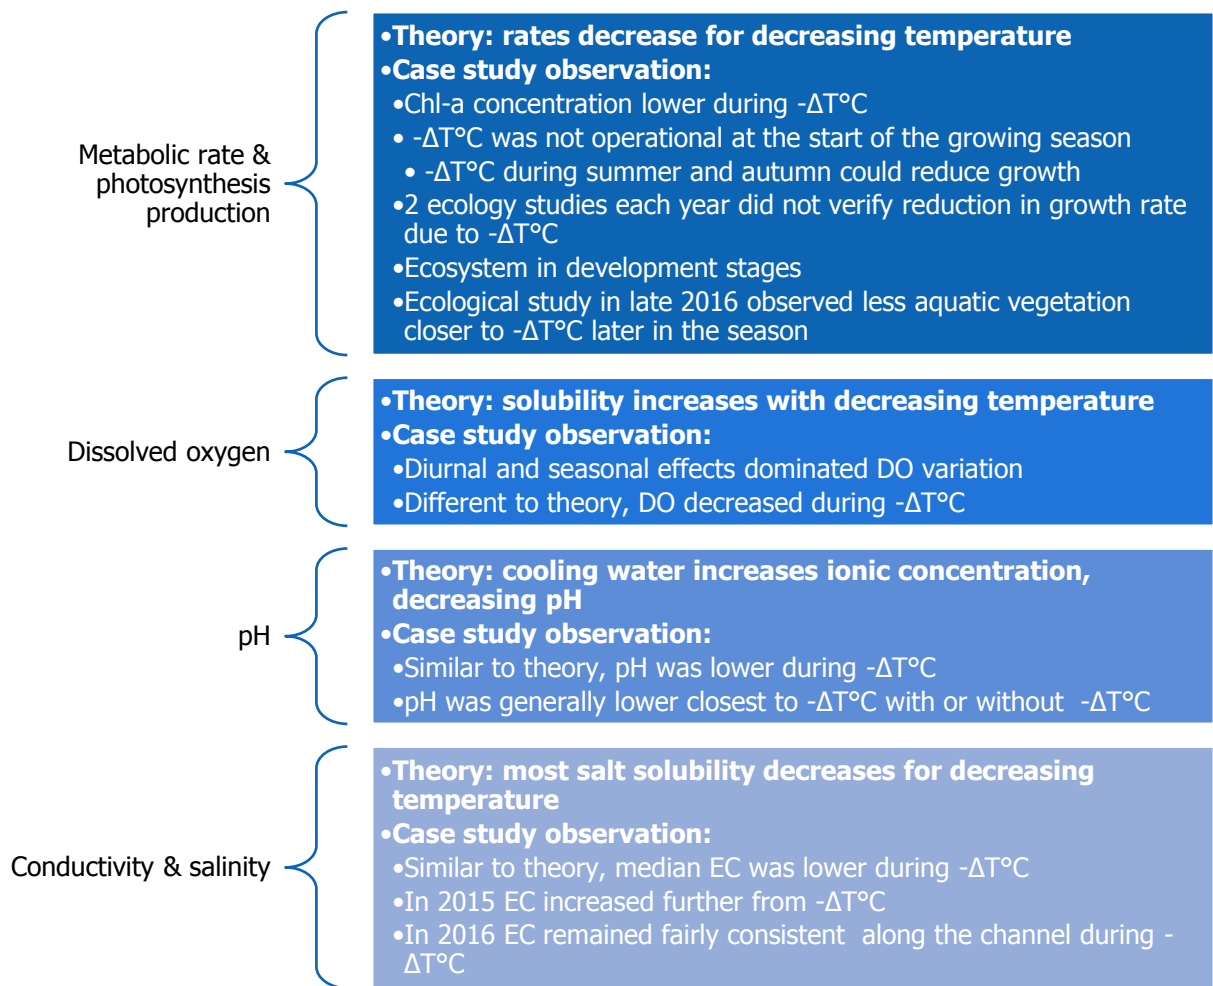 Metabolic rate &
photosynthesis
production
•Theory: rates decrease for decreasing temperature
•Case study observation:
•Chl-a concentration lower during -ΔT°C
• -ΔT°C was not operational at the start of the growing season
• -ΔT°C during summer and autumn could reduce growth
•2 ecology studies each year did not verify reduction in growth rate
due to -ΔT°C
•Ecosystem in development stages
•Ecological study in late 2016 observed less aquatic vegetation
closer to -ΔT°C later in the season
Dissolved oxygen
•Theory: solubility increases with decreasing temperature
•Case study observation:
•Diurnal and seasonal effects dominated DO variation
•Different to theory, DO decreased during -ΔT°C
pH
•Theory: cooling water increases ionic concentration,
decreasing pH
•Case study observation:
•Similar to theory, pH was lower during -ΔT°C
•pH was generally lower closest to -ΔT°C with or without -ΔT°C
Conductivity & salinity
•Theory: most salt solubility decreases for decreasing
temperature
•Case study observation:
•Similar to theory, median EC was lower during -ΔT°C
•In 2015 EC increased further from -ΔT°C
•In 2016 EC remained fairly consistent along the channel during -
ΔT°C